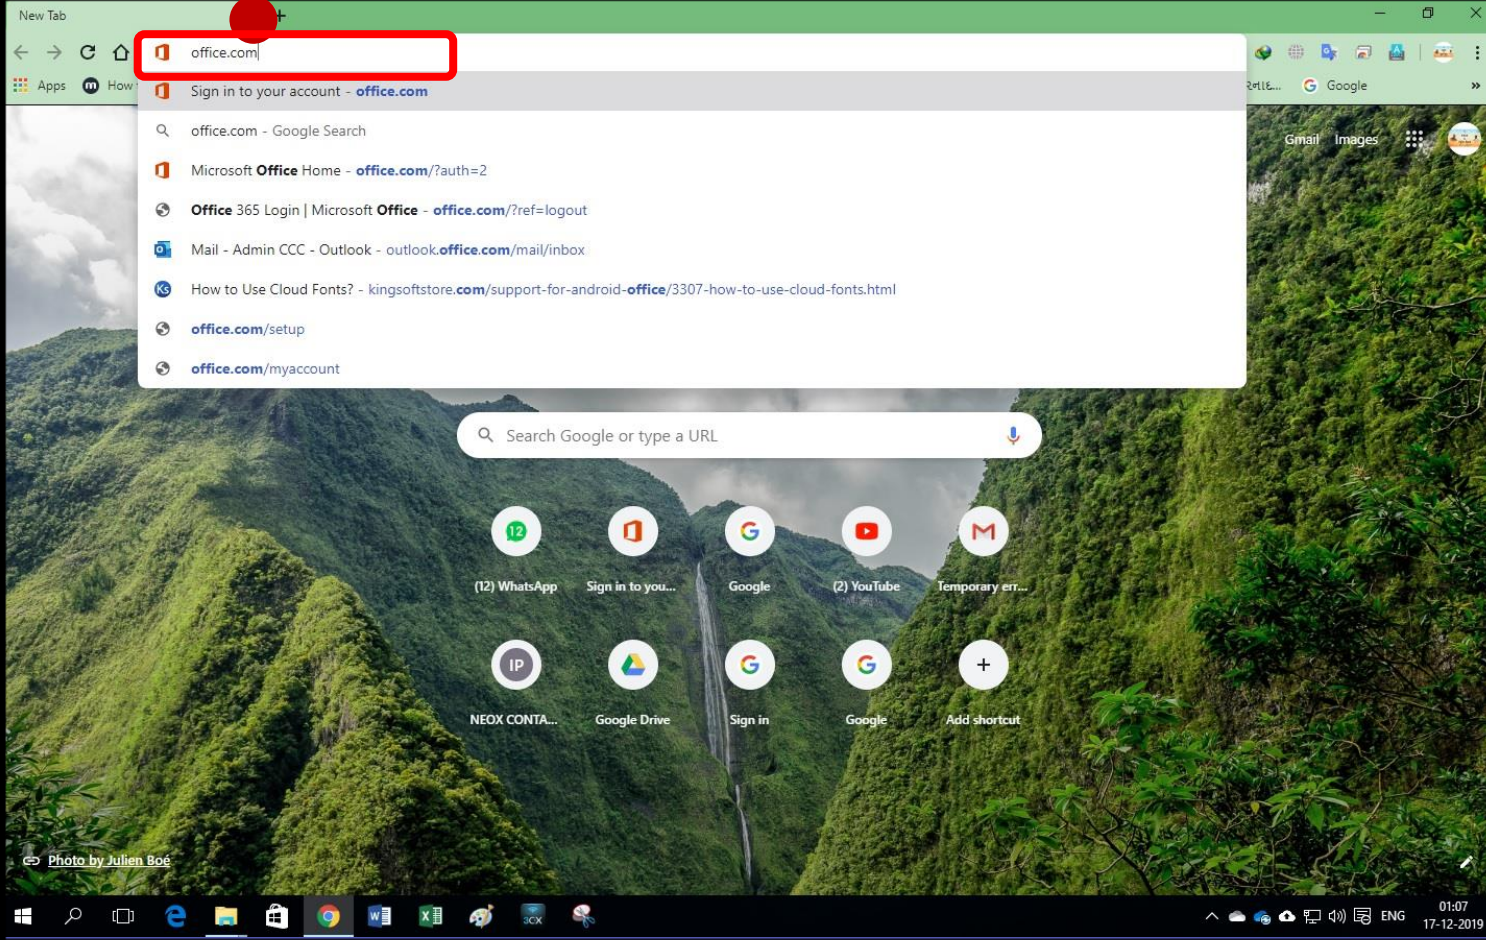 New Tab
office.com
Apps
How
Google
Sign in to your account - office.com
office.com - Google Search
Microsoft Office Home - office.com/?auth=2
Office 365 Login | Microsoft Office - office.com/?ref=logout
Mail - Admin CCC - Outlook - outlook.office.com/mail/inbox
How to Use Cloud Fonts? - kingsoftstore.com/support-for-android-office/3307-how-to-use-cloud-fonts.html
office.com/setup
office.com/myaccount
Gmail Images
Search Google or type a URL
12
(12) WhatsApp
Sign in to you...
Google
(2) YouTube
Temporary err...
IP
NEOX CONTA...
Google Drive
Sign in
Google
Add shortcut
Photo by Julien Boé
3CX
ENG
01:07
17-12-2019